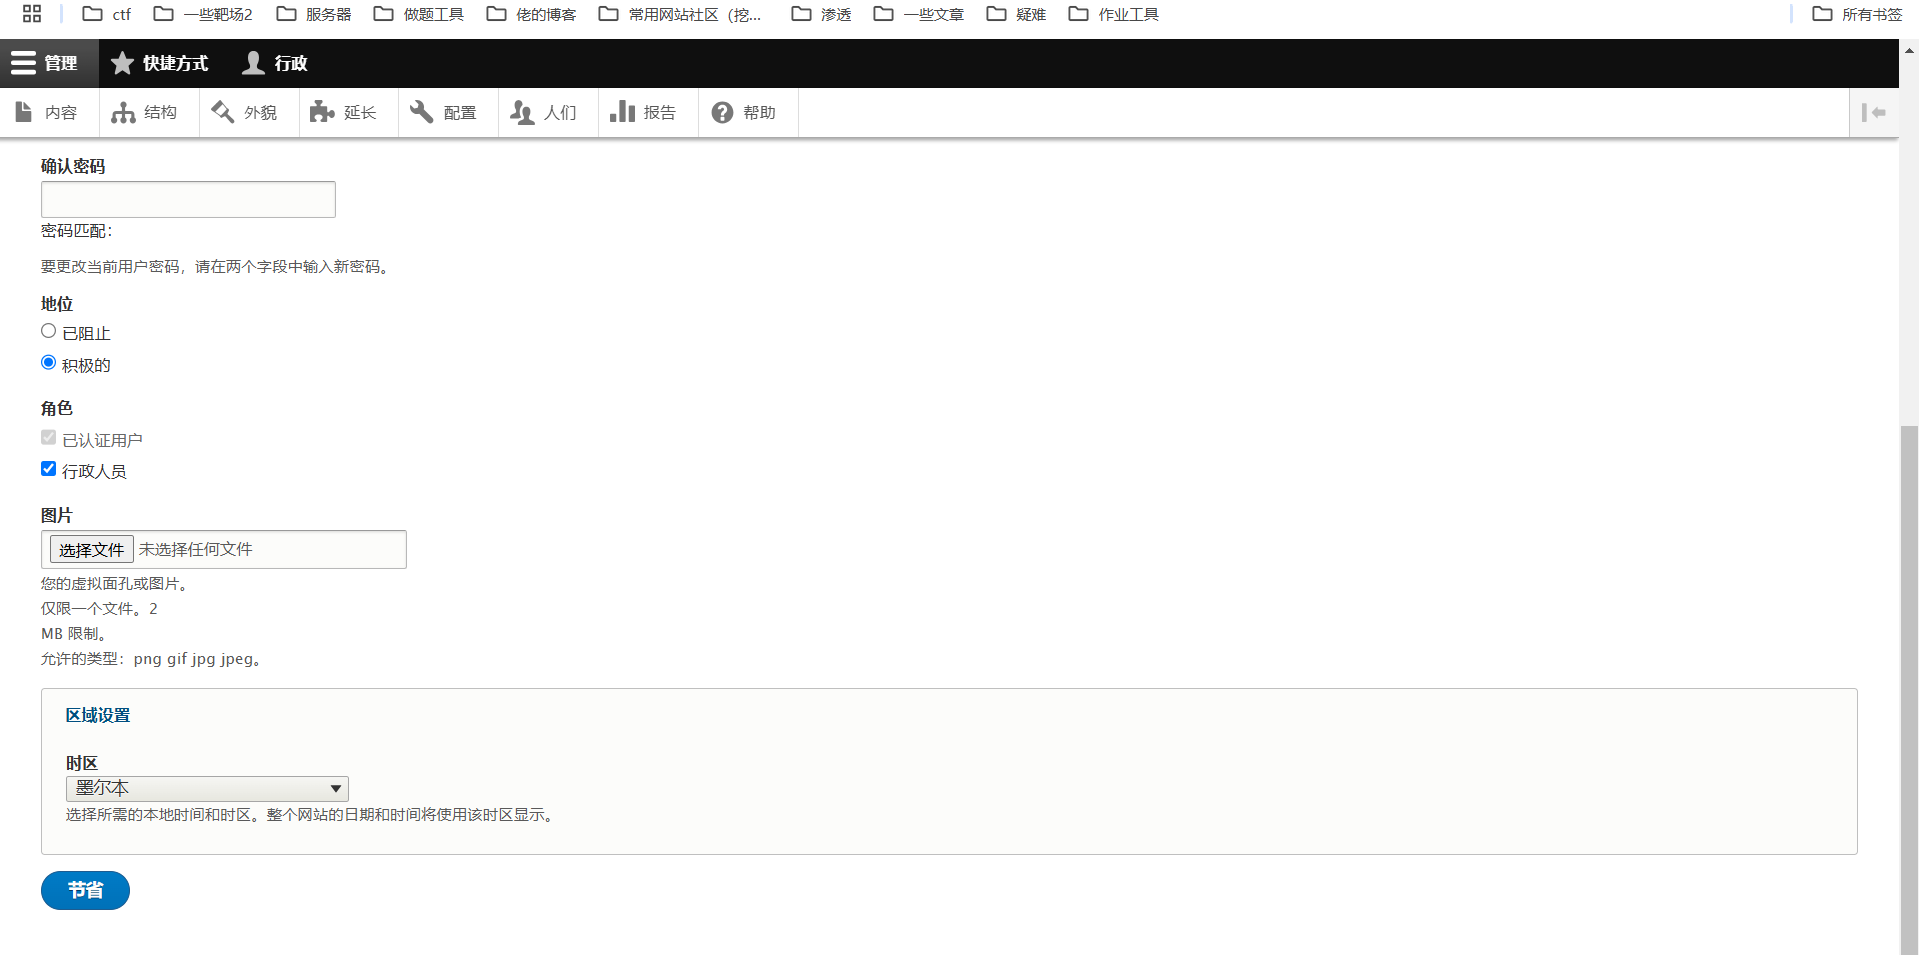 ctf 一些靶场2 服务器 做题工具 佬的博客 常用网站社区（挖... 渗透 一些文章 疑难 作业工具 所有书签
管理 快捷方式 行政
内容 结构 外貌 延长 配置 人们 报告 帮助
确认密码
密码匹配：
要更改当前用户密码，请在两个字段中输入新密码。
地位
已阻止
积极的
角色
已认证用户
行政人员
图片
选择文件 未选择任何文件
您的虚拟面孔或图片。
仅限一个文件。2
MB 限制。
允许的类型：png gif jpg jpeg。
区域设置
时区
墨尔本
选择所需的本地时间和时区。整个网站的日期和时间将使用该时区显示。
节省